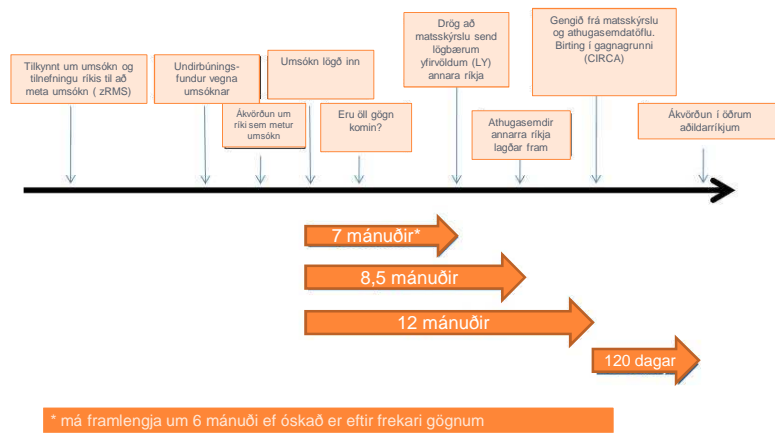 Tilkynnt um umsókn og
tilnefningu ríkis til að
meta umsókn ( zRMS)
Undirbúnings-
fundur vegna
umsóknar
Ákvörðun um
ríki sem metur
umsókn
Umsókn lögð inn
Eru öll gögn
komin?
Drög að
matsskýrslu send
lögbærum
yfirvöldum (LY)
annara ríkja
Athugasemdir
annarra ríkja
lagðar fram
Gengið frá matsskýrslu
og athugasemdatöflu.
Birting í gagnagrunni
(CIRCA)
Ákvörðun í öðrum
aðildarríkjum
7 mánuðir*
8,5 mánuðir
12 mánuðir
120 dagar
* má framlengja um 6 mánuði ef óskað er eftir frekari gögnum